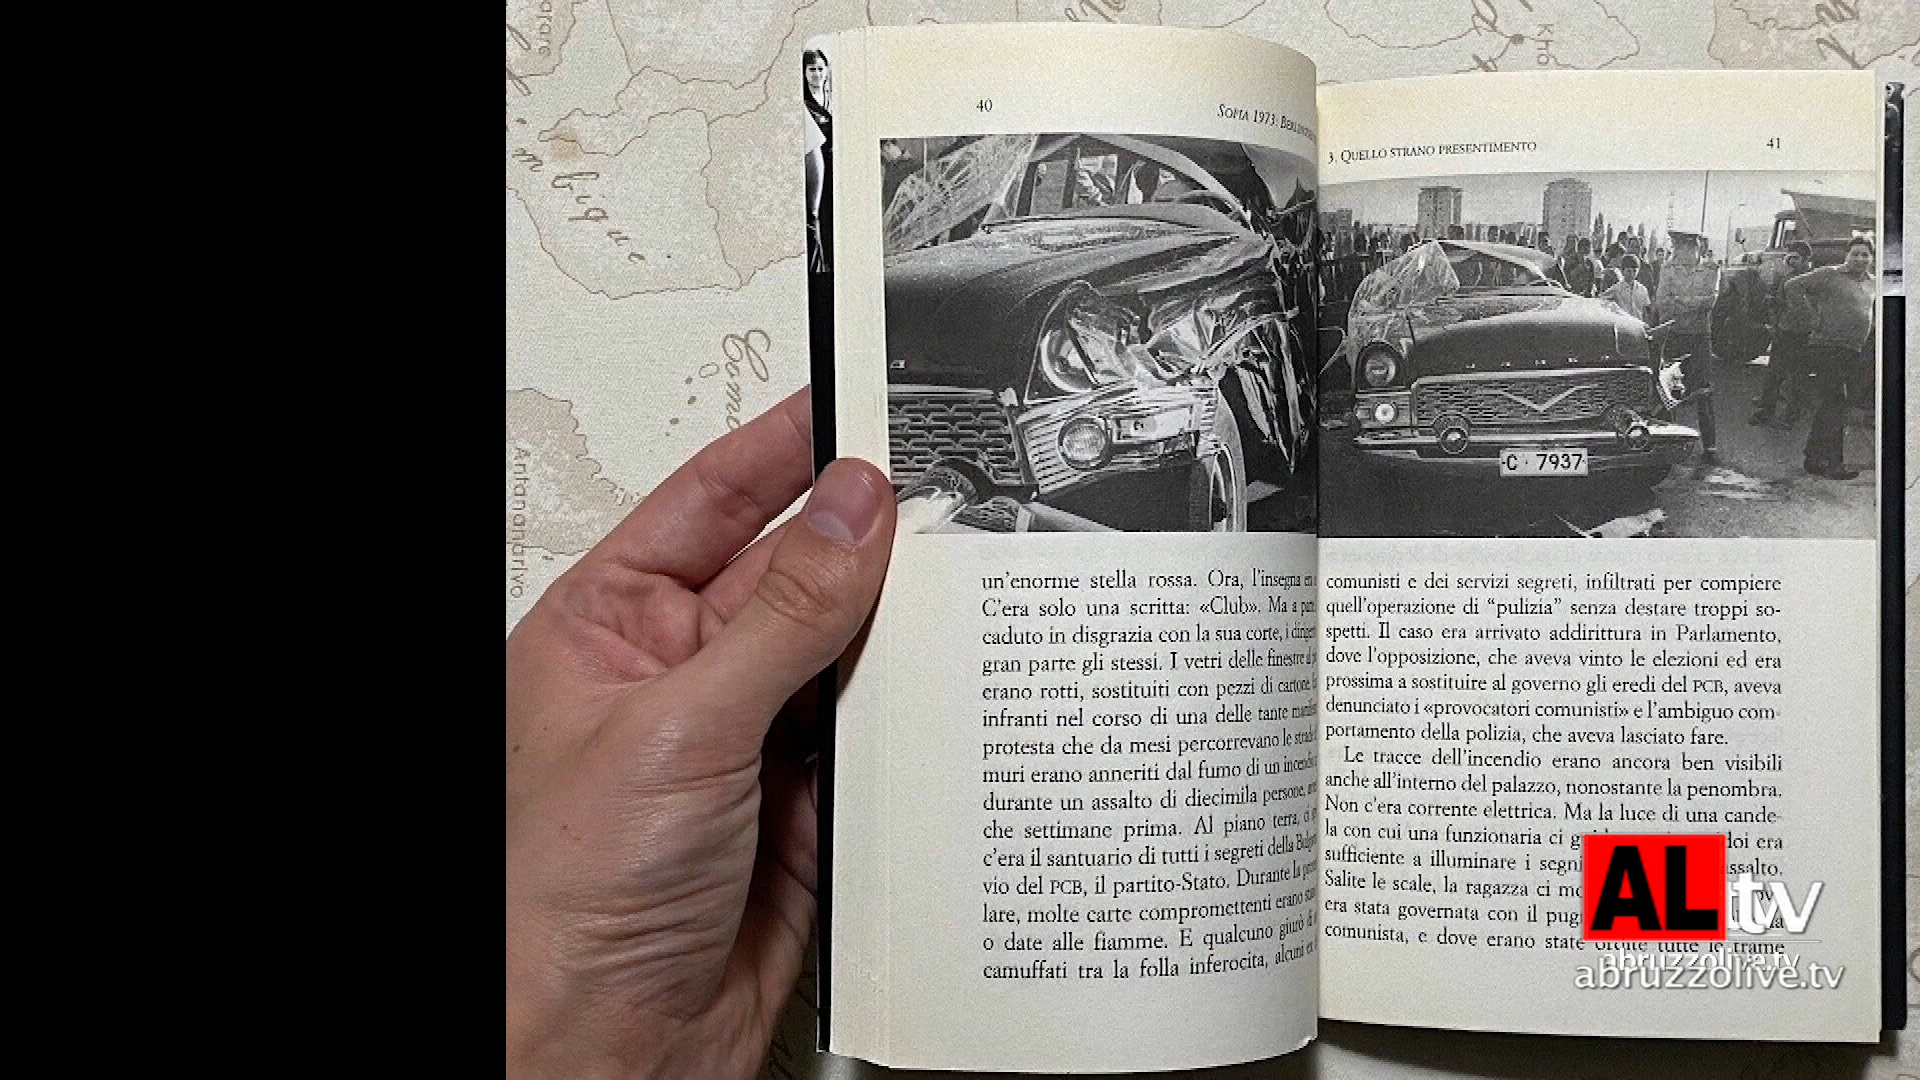 40
SOFIA 1973: BERLINGUER
un'enorme stella rossa. Ora, l'insegna
C'era solo una scritta: «Club». Ma a
caduto in disgrazia con la sua corte, i
gran parte gli stessi. I vetri delle finestre
erano rotti, sostituiti con pezzi di cartone,
infranti nel corso di una delle tante
protesta che da mesi percorrevano le
muri erano anneriti dal fumo di un
durante un assalto di diecimila persone,
che settimane prima. Al piano terra,
c'era il santuario di tutti i segreti della
vio del PCB, il partito-Stato. Durante la
lare, molte carte compromettenti erano
o date alle fiamme. E qualcuno giurò
camuffati tra la folla inferocita, alcuni
3. QUELLO STRANO PRESENTIMENTO
41
C·7937
comunisti e dei servizi segreti, infiltrati per compiere
quell'operazione di "pulizia" senza destare troppi so-
spetti. Il caso era arrivato addirittura in Parlamento,
dove l'opposizione, che aveva vinto le elezioni ed era
prossima a sostituire al governo gli eredi del PCB, aveva
denunciato i «provocatori comunisti» e l'ambiguo com-
portamento della polizia, che aveva lasciato fare.
Le tracce dell'incendio erano ancora ben visibili
anche all'interno del palazzo, nonostante la penombra.
Non c'era corrente elettrica. Ma la luce di una cande-
la con cui una funzionaria ci era
sufficiente a illuminare i segni assalto.
Salite le scale, la ragazza ci
era stata governata con il
comunista, e dove erano state ordite tutte le trame
ALtv
abruzzolive.tv
abruzzolive.tv
Comore
Antananarivo